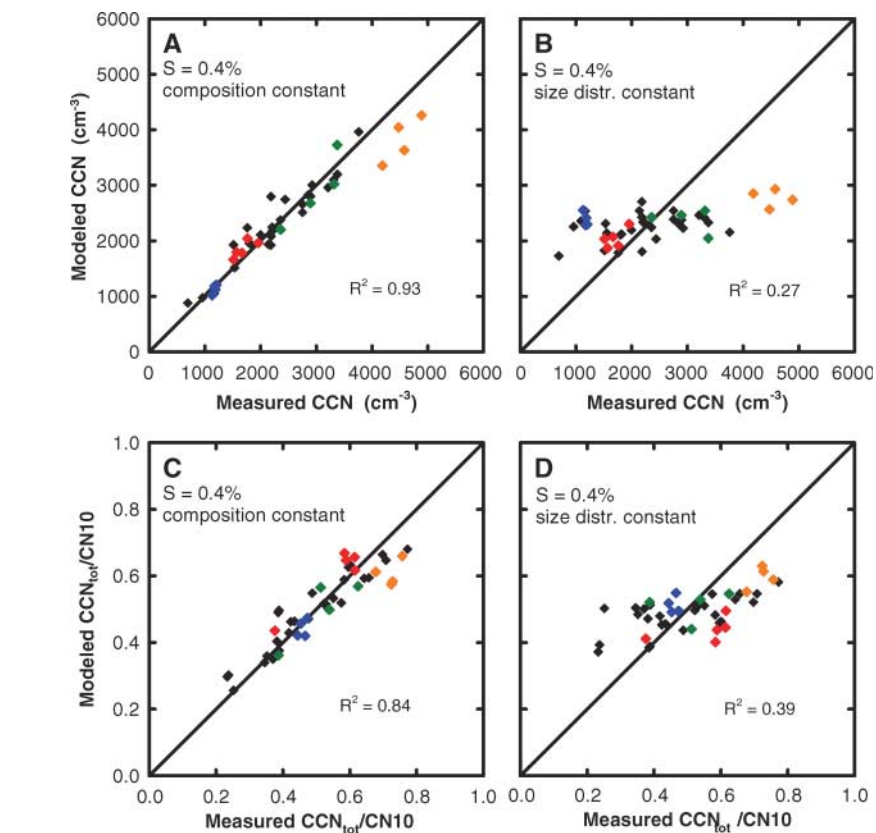 A
S = 0.4%
composition constant
R² = 0.93
6000
5000
4000
3000
2000
1000
0
Modeled CCN (cm⁻³)
0 1000 2000 3000 4000 5000 6000
Measured CCN (cm⁻³)
B
S = 0.4%
size distr. constant
R² = 0.27
0 1000 2000 3000 4000 5000 6000
Measured CCN (cm⁻³)
C
S = 0.4%
composition constant
R² = 0.84
1.0
0.8
0.6
0.4
0.2
0.0
Modeled CCN_tot/CN10
0.0 0.2 0.4 0.6 0.8 1.0
Measured CCN_tot/CN10
D
S = 0.4%
size distr. constant
R² = 0.39
0.0 0.2 0.4 0.6 0.8 1.0
Measured CCN_tot /CN10